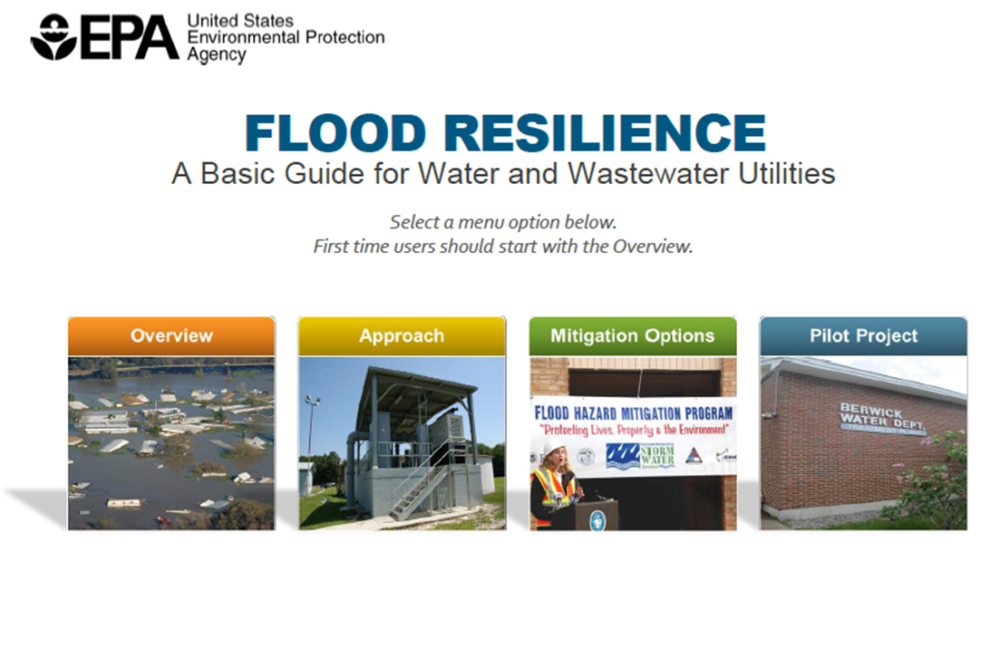 EPA
United States
Environmental Protection
Agency
FLOOD RESILIENCE
A Basic Guide for Water and Wastewater Utilities
Select a menu option below.
First time users should start with the Overview.
Overview
Approach
Mitigation Options
Pilot Project
FLOOD HAZARD MITIGATION PROGRAM
"Protecting Lives, Property & the Environment"
STORM
WATER
BERWICK
WATER DEPT.
TREATMENT PLANT